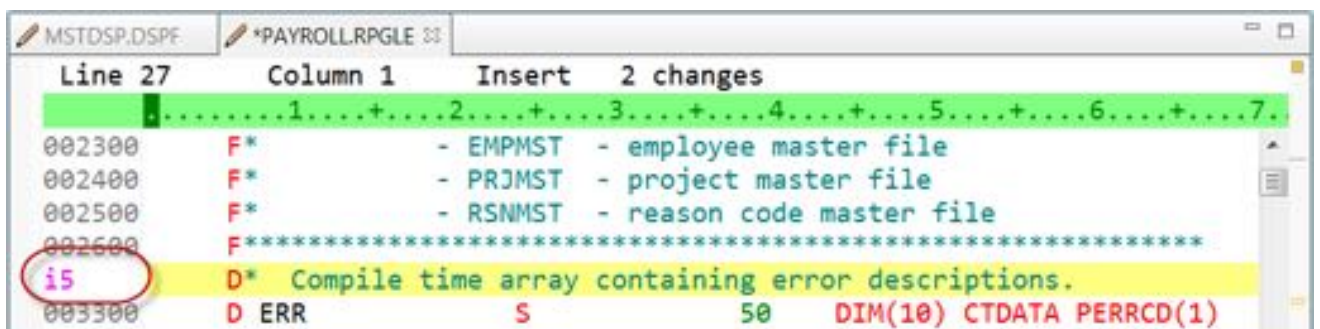 MSTDSP.DSPF *PAYROLL.RPGLE
Line 27 Column 1 Insert 2 changes
.........1....+....2....+....3....+....4....+....5....+....6....+....7.
002300 F* - EMPMST - employee master file
002400 F* - PRJMST - project master file
002500 F* - RSNMST - reason code master file
002600 F************************************************************
i5 D* Compile time array containing error descriptions.
003300 D ERR S 50 DIM(10) CTDATA PERRCD(1)